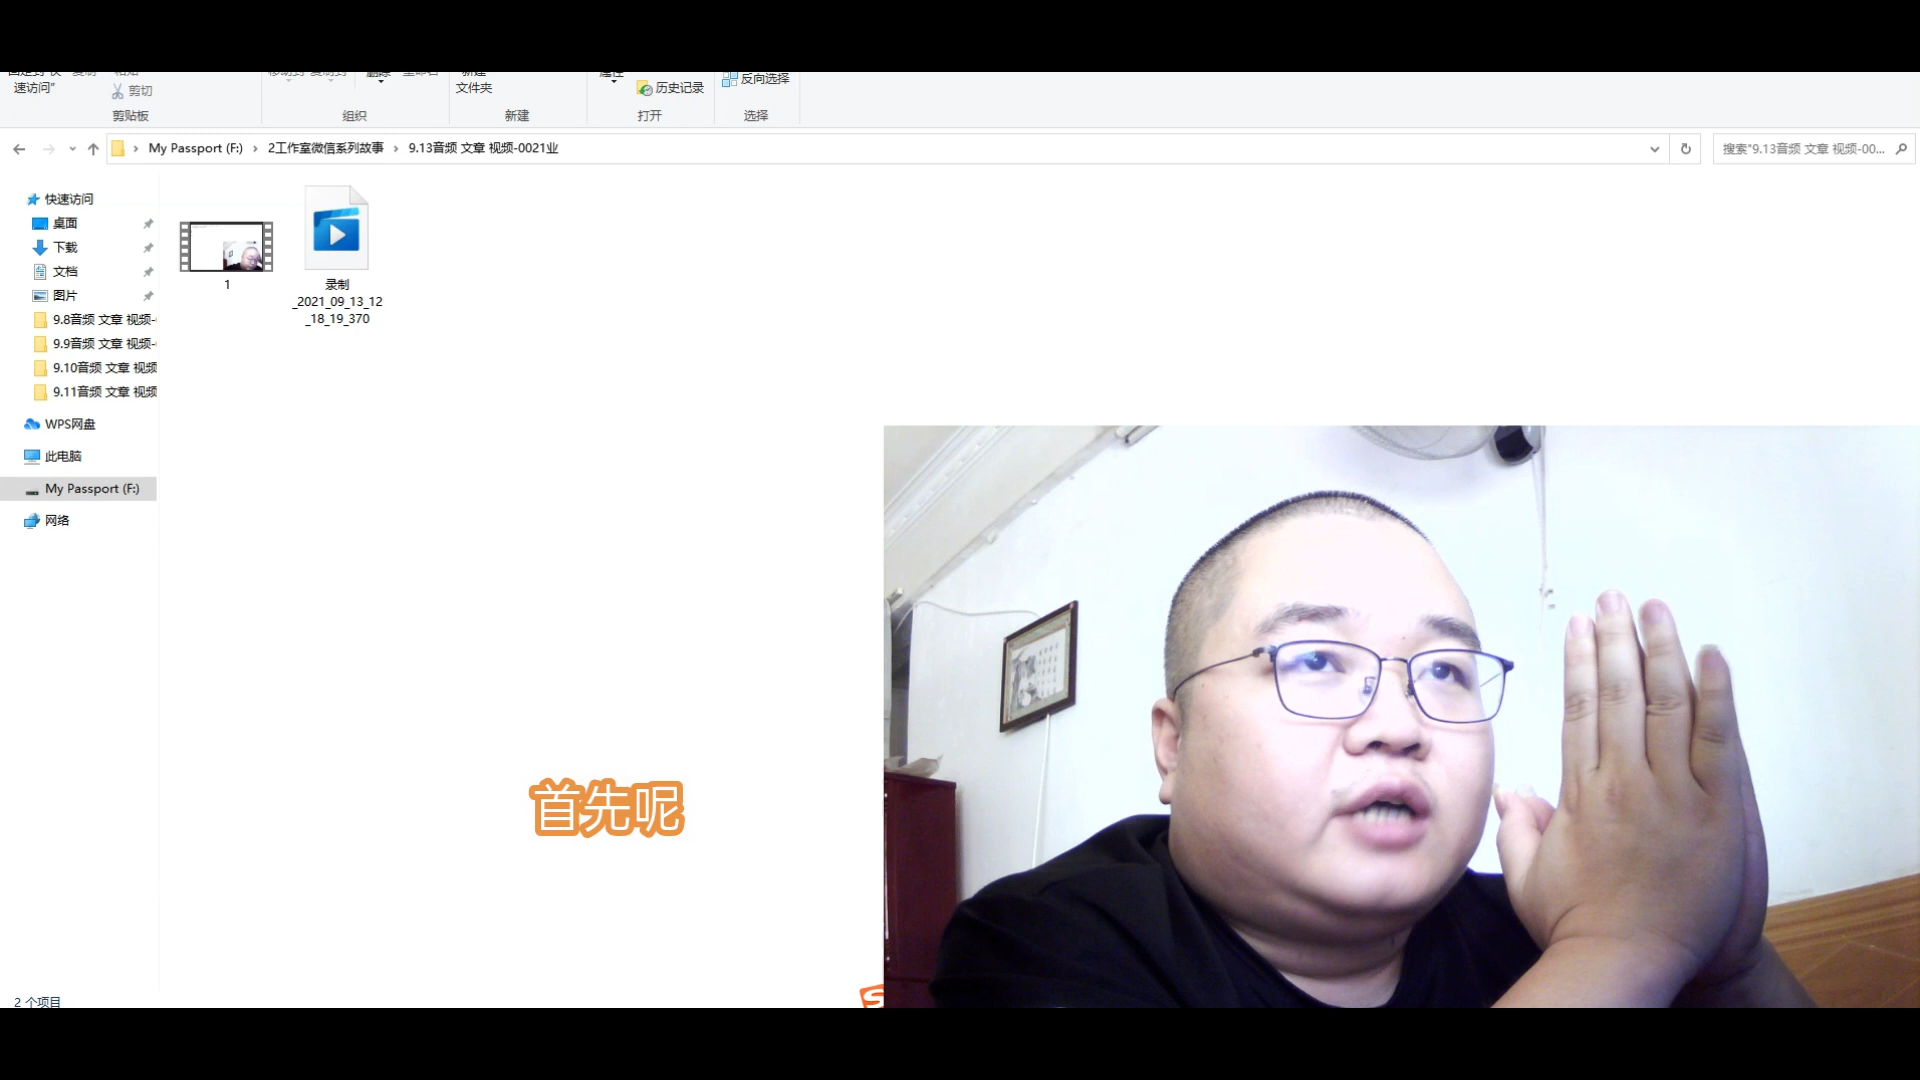 速访问"
剪切
文件夹
历史记录
反向选择
剪贴板
组织
新建
打开
选择
My Passport (F:) › 2工作室微信系列故事 › 9.13音频 文章 视频-0021业
搜索"9.13音频 文章 视频-00...
快速访问
桌面
下载
文档
图片
9.8音频 文章 视频-
9.9音频 文章 视频-
9.10音频 文章 视频
9.11音频 文章 视频
WPS网盘
此电脑
My Passport (F:)
网络
1
录制
_2021_09_13_12
_18_19_370
首先呢
2 个项目